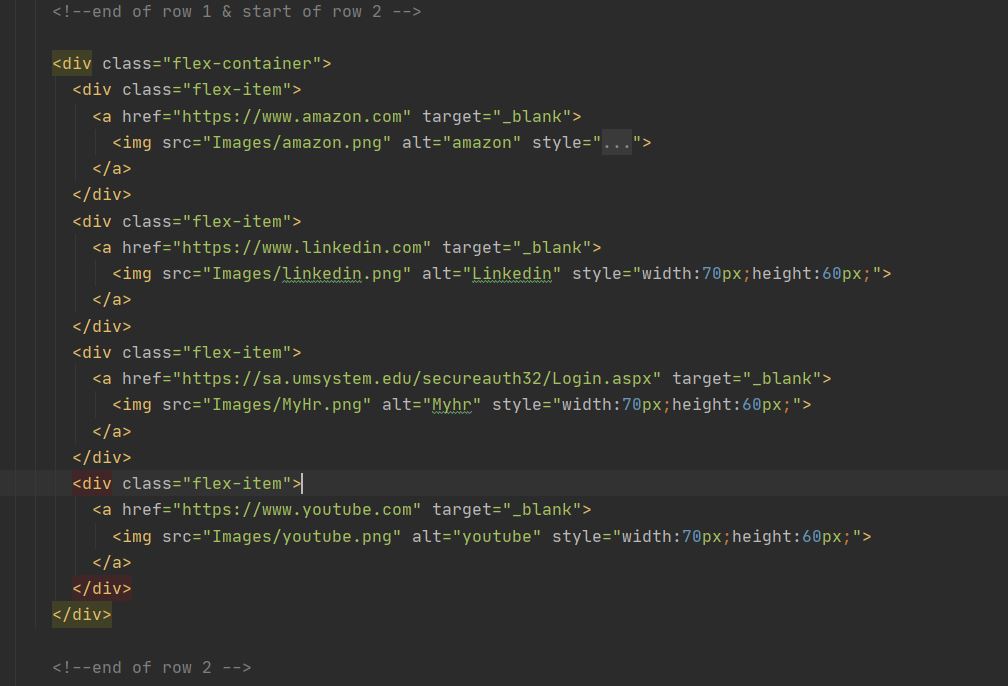 <!--end of row 1 & start of row 2 -->
<div class="flex-container">
<div class="flex-item">
<a href="https://www.amazon.com" target="_blank">
<img src="Images/amazon.png" alt="amazon" style="...">
</a>
</div>
<div class="flex-item">
<a href="https://www.linkedin.com" target="_blank">
<img src="Images/linkedin.png" alt="Linkedin" style="width:70px;height:60px;">
</a>
</div>
<div class="flex-item">
<a href="https://sa.umsystem.edu/secureauth32/Login.aspx" target="_blank">
<img src="Images/MyHr.png" alt="Myhr" style="width:70px;height:60px;">
</a>
</div>
<div class="flex-item">
<a href="https://www.youtube.com" target="_blank">
<img src="Images/youtube.png" alt="youtube" style="width:70px;height:60px;">
</a>
</div>
</div>
<!--end of row 2 -->